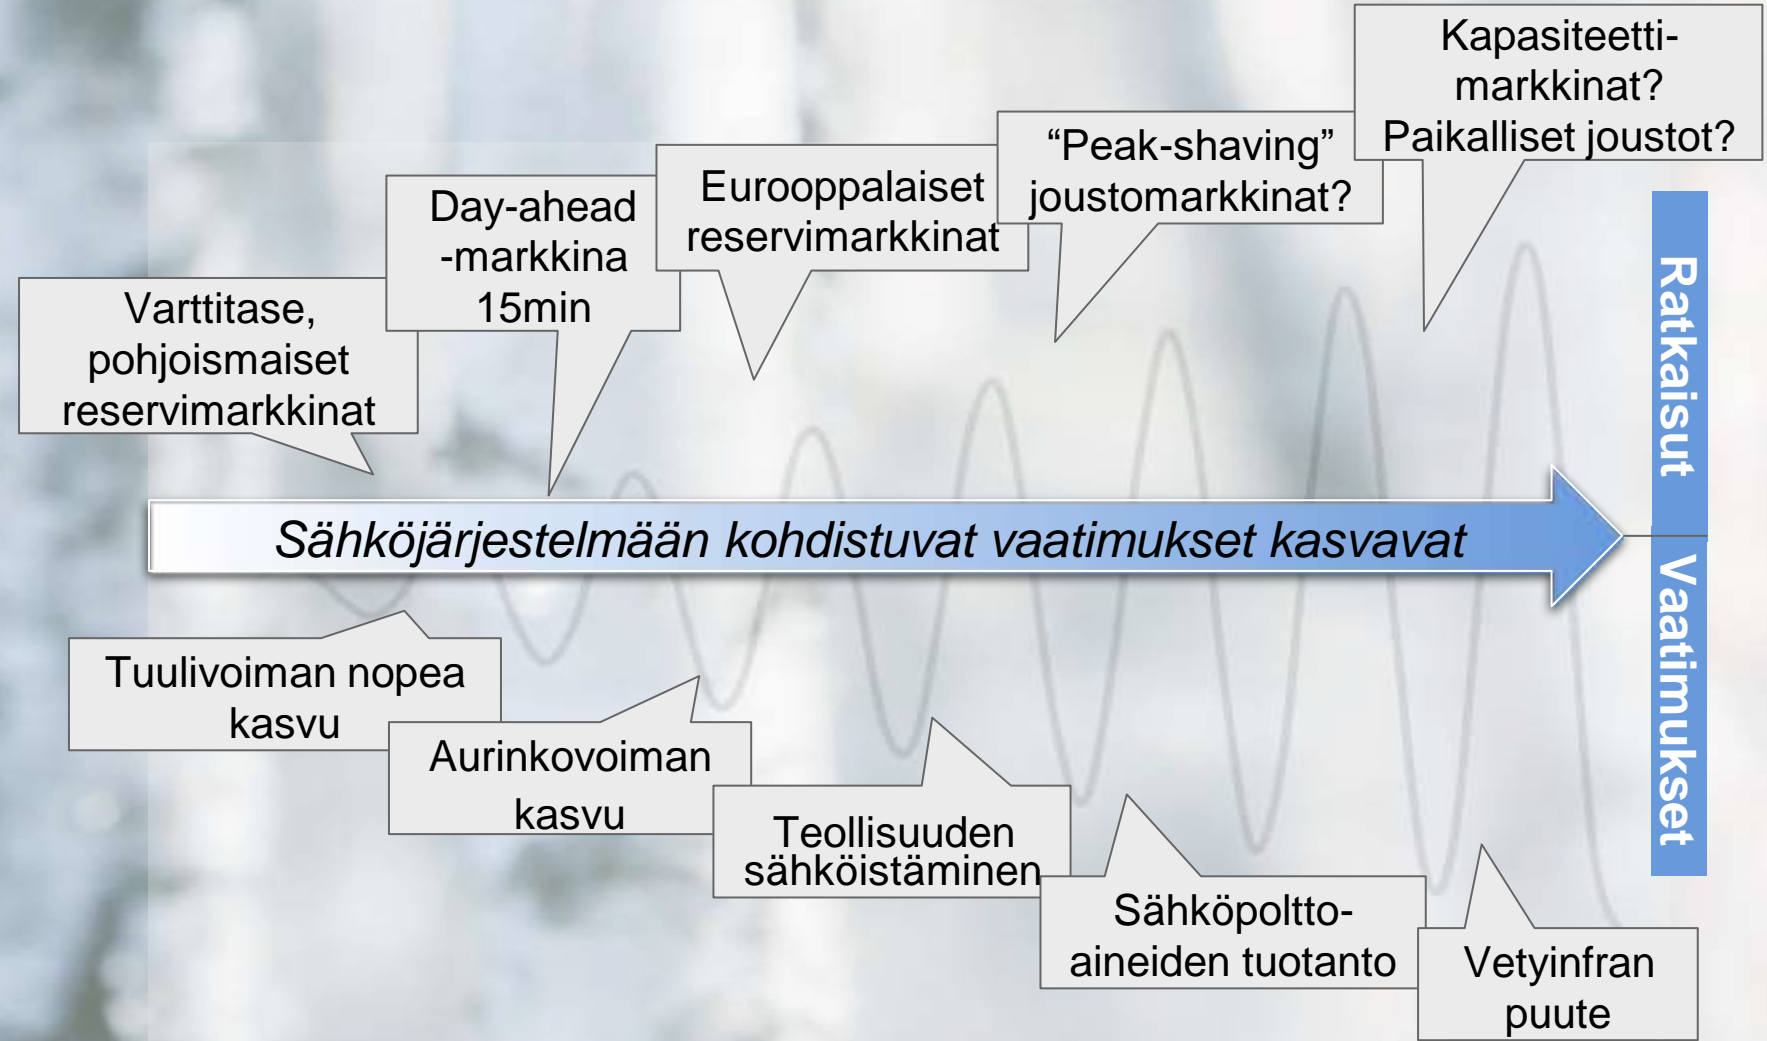 Kapasiteetti-
markkinat?
Paikalliset joustot?
“Peak-shaving”
joustomarkkinat?
Eurooppalaiset
reservimarkkinat
Day-ahead
-markkina
15min
Varttitase,
pohjoismaiset
reservimarkkinat
Ratkaisut
Sähköjärjestelmään kohdistuvat vaatimukset kasvavat
Vaatimukset
Tuulivoiman nopea
kasvu
Aurinkovoiman
kasvu
Teollisuuden
sähköistäminen
Sähköpoltto-
aineiden tuotanto
Vetyinfran
puute